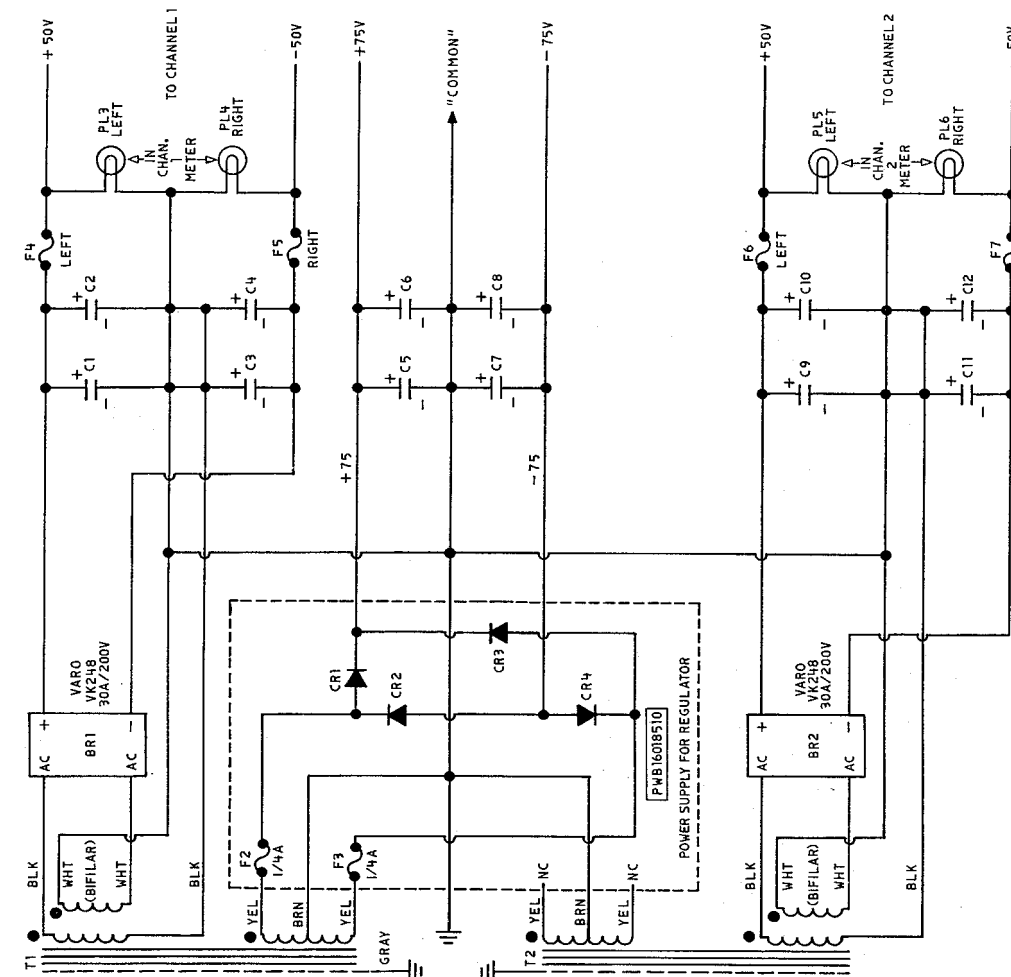 +50V
TO CHANNEL 1
-50V
+75V
"COMMON"
-75V
+50V
TO CHANNEL 2
PL3
LEFT
IN
CHAN.
1
METER
PL4
RIGHT
PL5
LEFT
IN
CHAN.
2
METER
PL6
RIGHT
F4
LEFT
F5
RIGHT
F6
LEFT
F7
+ C2 -
+ C4 -
+ C6 -
+ C8 -
+ C10 -
+ C12 -
+ C1 -
+ C3 -
+ C5 -
+ C7 -
+ C9 -
+ C11 -
+75
-75
VARO
VK248
30A/200V
+ -
BR1
AC AC
CR1
CR2
CR3
CR4
PWB16018510
POWER SUPPLY FOR REGULATOR
VARO
VK248
30A/200V
+ -
BR2
AC AC
F2
1/4A
F3
1/4A
BLK
WHT
(BIFILAR)
WHT
BLK
YEL
BRN
YEL
YEL NC
BRN
YEL NC
BLK
WHT
(BIFILAR)
WHT
BLK
T1
GRAY
T2